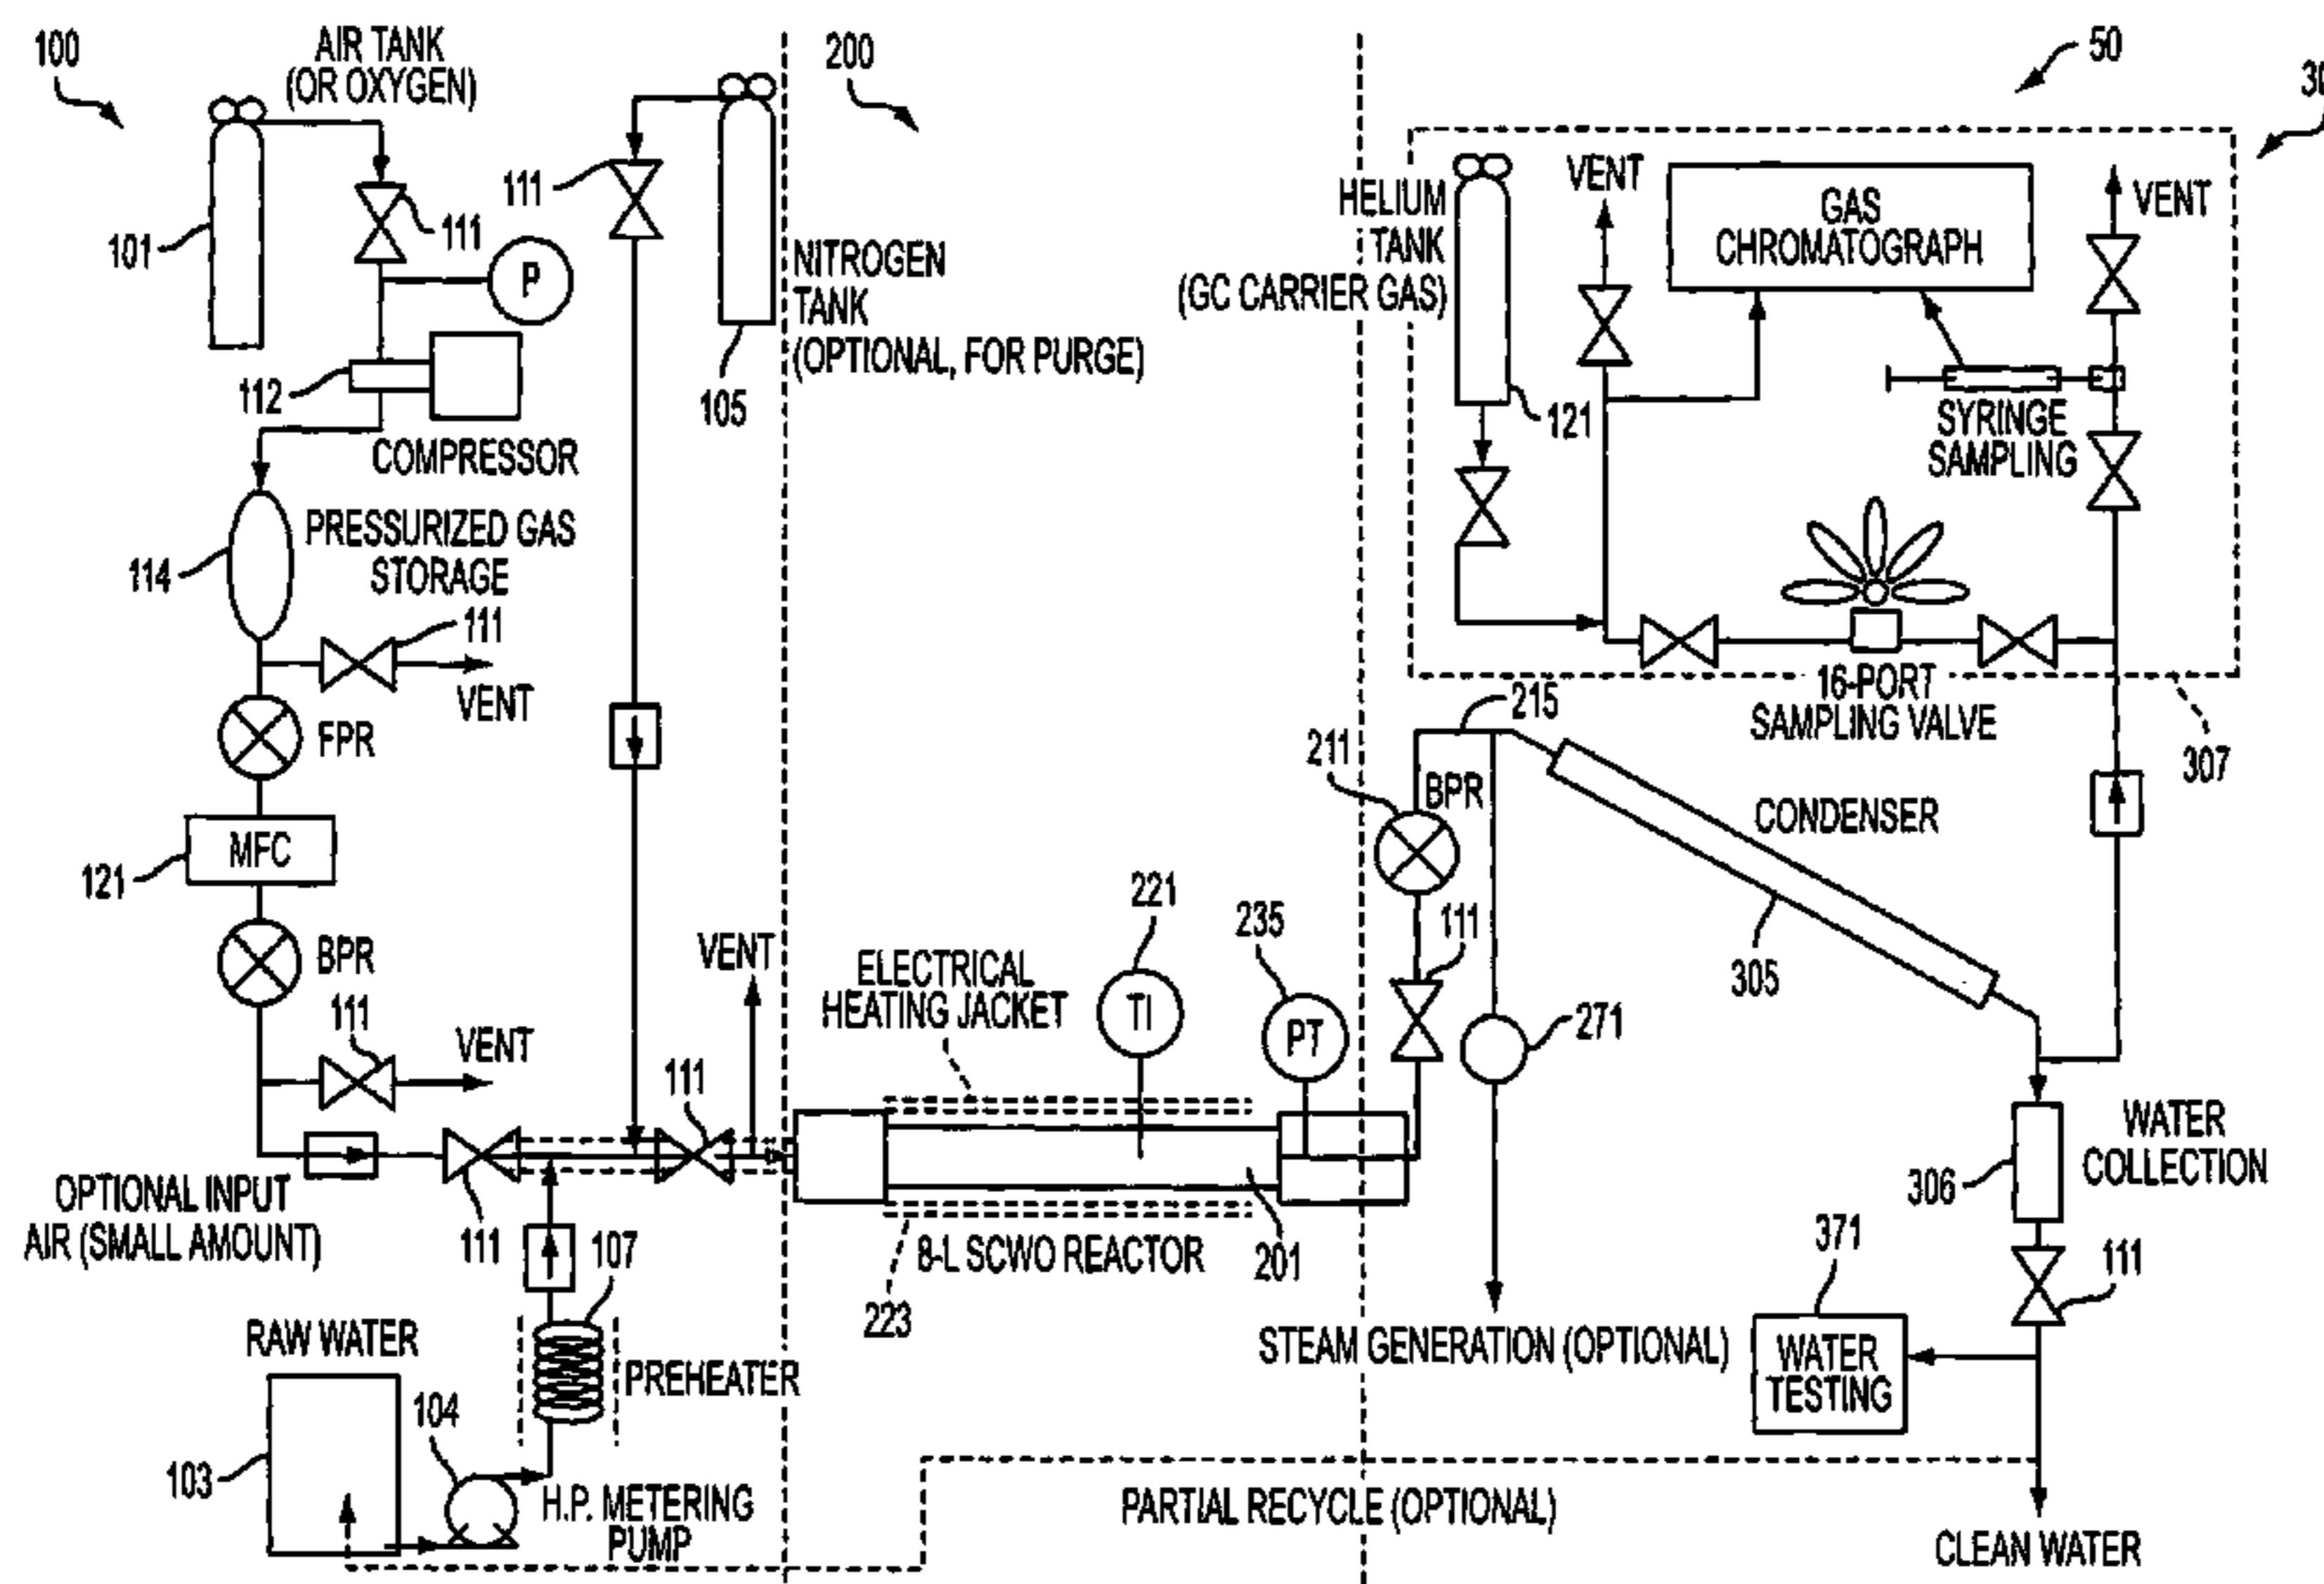 100
AIR TANK
(OR OXYGEN)
200
50
111
VENT
GAS
CHROMATOGRAPH
VENT
HELIUM
TANK
(GC CARRIER GAS)
101
111
P
NITROGEN
TANK
(OPTIONAL, FOR PURGE)
112
105
121
SYRINGE
SAMPLING
COMPRESSOR
PRESSURIZED GAS
STORAGE
114
111
VENT
16-PORT
SAMPLING VALVE
215
FPR
211
BPR
307
CONDENSER
MFC
121
221
235
111
BPR
VENT
ELECTRICAL
HEATING JACKET
305
TI
PT
271
111
VENT
111
WATER
COLLECTION
306
OPTIONAL INPUT
AIR (SMALL AMOUNT)
111
107
8-L SCWO REACTOR
201
371
111
223
RAW WATER
STEAM GENERATION (OPTIONAL)
WATER
TESTING
PREHEATER
104
103
H.P. METERING
PUMP
PARTIAL RECYCLE (OPTIONAL)
CLEAN WATER